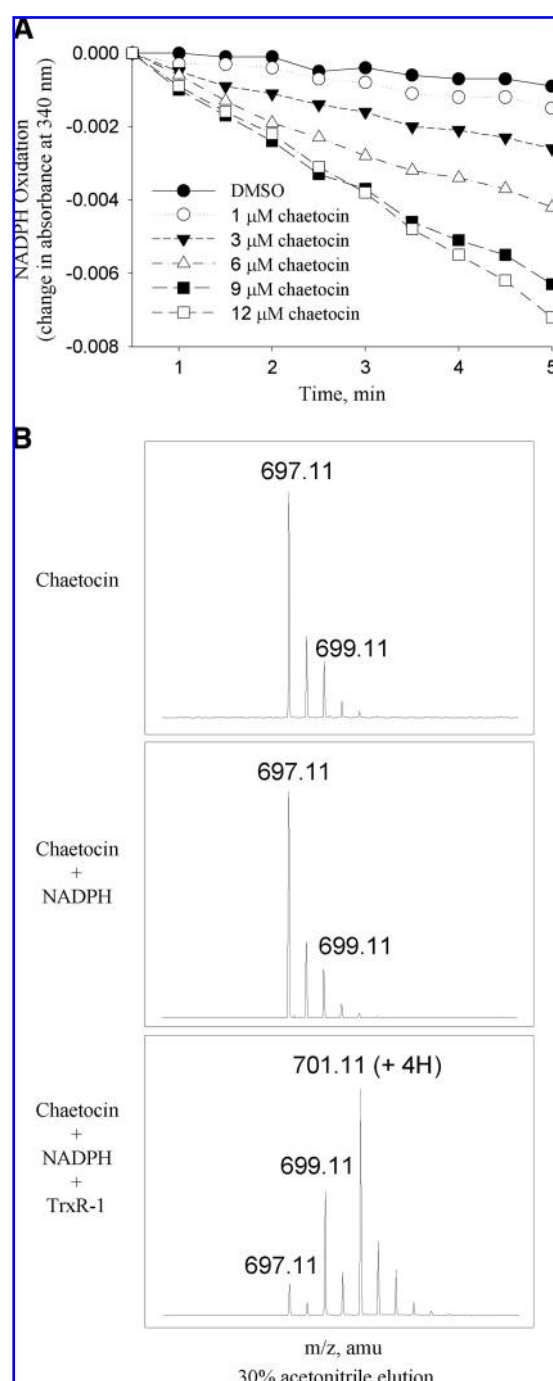 A
0.000
-0.002
-0.004
-0.006
-0.008
NADPH Oxidation
(change in absorbance at 340 nm)
DMSO
1 μM chaetocin
3 μM chaetocin
6 μM chaetocin
9 μM chaetocin
12 μM chaetocin
1 2 3 4 5
Time, min
B
Chaetocin
697.11
699.11
Chaetocin
+
NADPH
697.11
699.11
Chaetocin
+
NADPH
+
TrxR-1
701.11 (+ 4H)
699.11
697.11
m/z, amu
30% acetonitrile elution